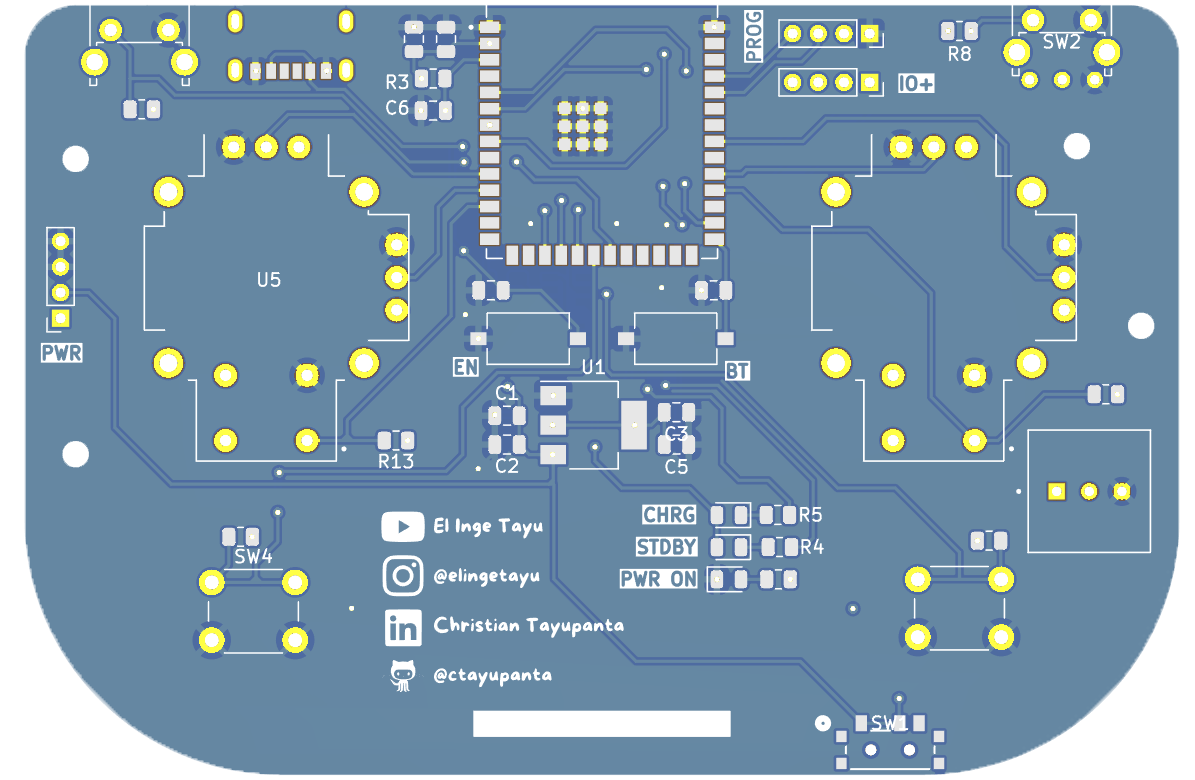 PROG
SW2
R8
R3
IO+
C6
U5
PWR
U1
EN
BT
C1
C3
R13
C2
C5
CHRG
R5
El Inge Tayu
STDBY
R4
SW4
@elingetayu
PWR ON
in
Christian Tayupanta
@ctayupanta
SW1